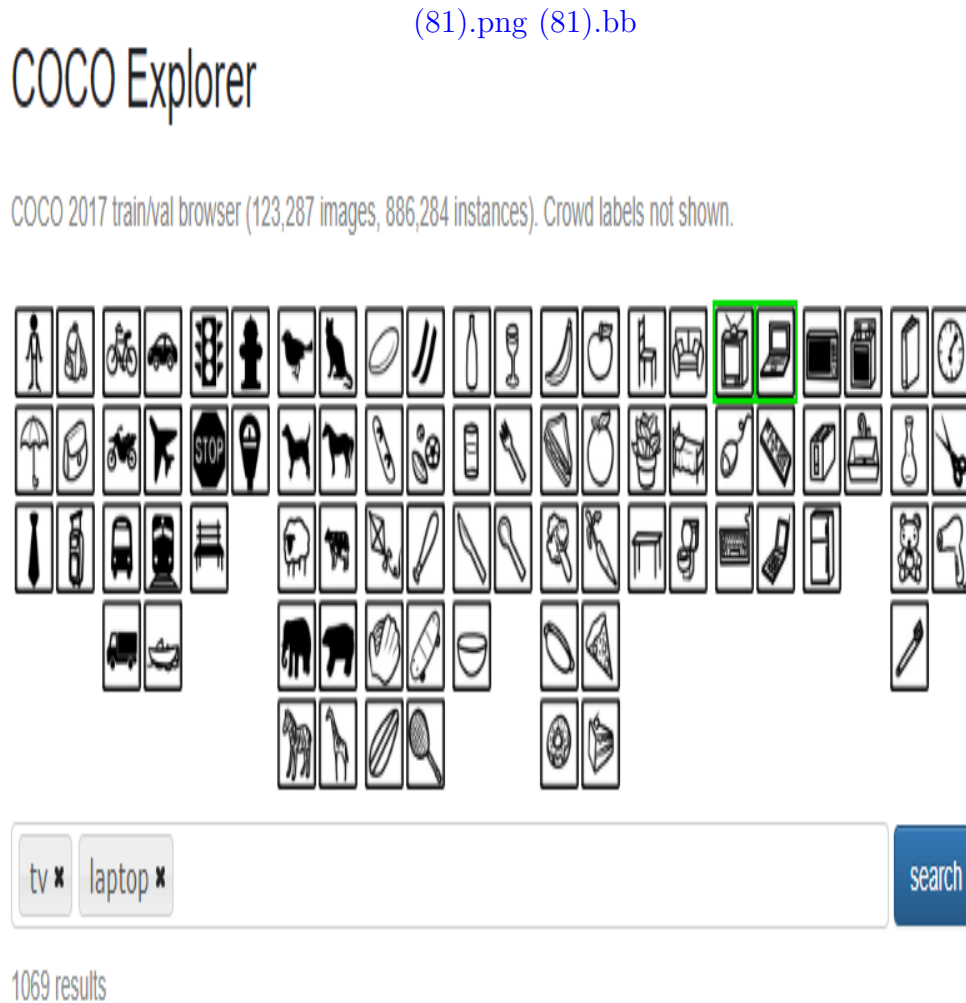 (81).png (81).bb
COCO Explorer
COCO 2017 train/val browser (123,287 images, 886,284 instances). Crowd labels not shown.
STOP
tv ✖ laptop ✖
search
1069 results